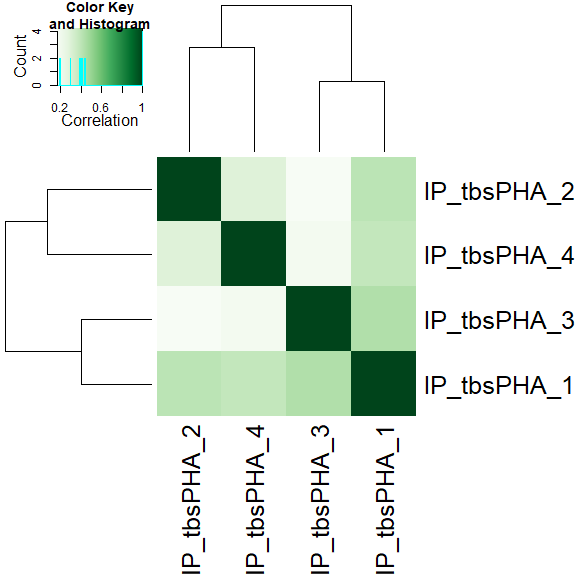 Color Key
and Histogram
Count
0
2
4
0.2
0.6
1
Correlation
IP_tbsPHA_2
IP_tbsPHA_4
IP_tbsPHA_3
IP_tbsPHA_1
IP_tbsPHA_2
IP_tbsPHA_4
IP_tbsPHA_3
IP_tbsPHA_1